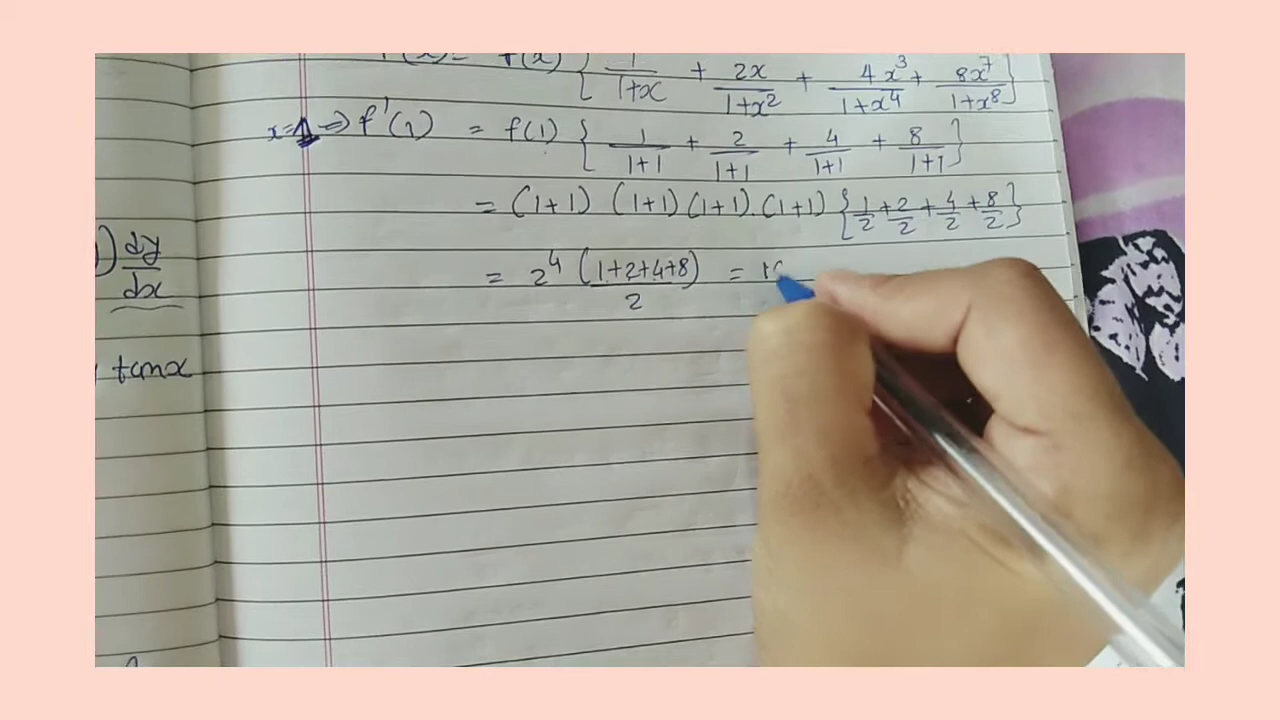 f'(x) = f(x) { 1/(1+x) + 2x/(1+x²) + 4x³/(1+x⁴) + 8x⁷/(1+x⁸) }
x=1 ⇒ f'(1) = f(1) { 1/(1+1) + 2/(1+1) + 4/(1+1) + 8/(1+1) }
= (1+1) (1+1) (1+1).(1+1) { 1/2 + 2/2 + 4/2 + 8/2 }
= 2⁴ (1+2+4+8)/2 =
) dy/dx
tanx